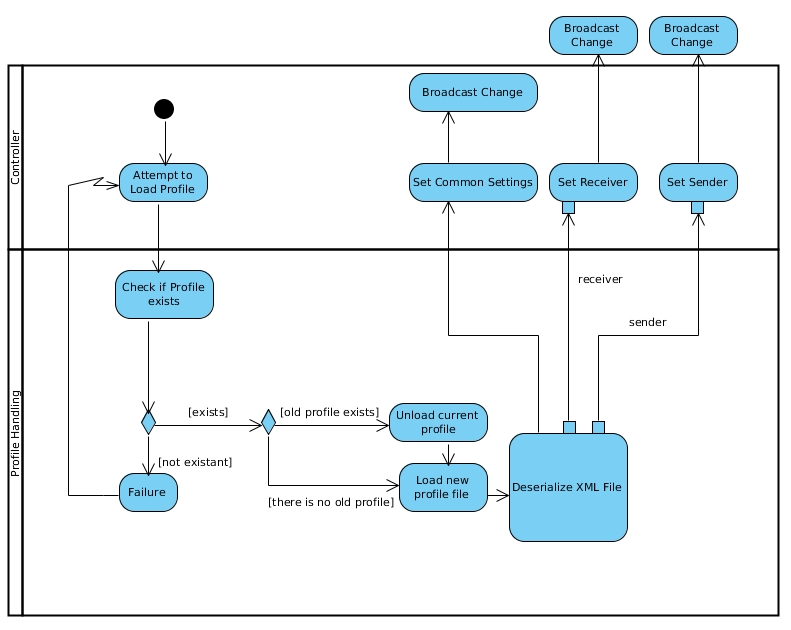 Broadcast
Change
Broadcast
Change
Controller
Broadcast Change
Attempt to
Load Profile
Set Common Settings
Set Receiver
Set Sender
Profile Handling
Check if Profile
exists
receiver
sender
[exists]
[old profile exists]
Unload current
profile
[not existant]
Failure
Load new
profile file
[there is no old profile]
Deserialize XML File